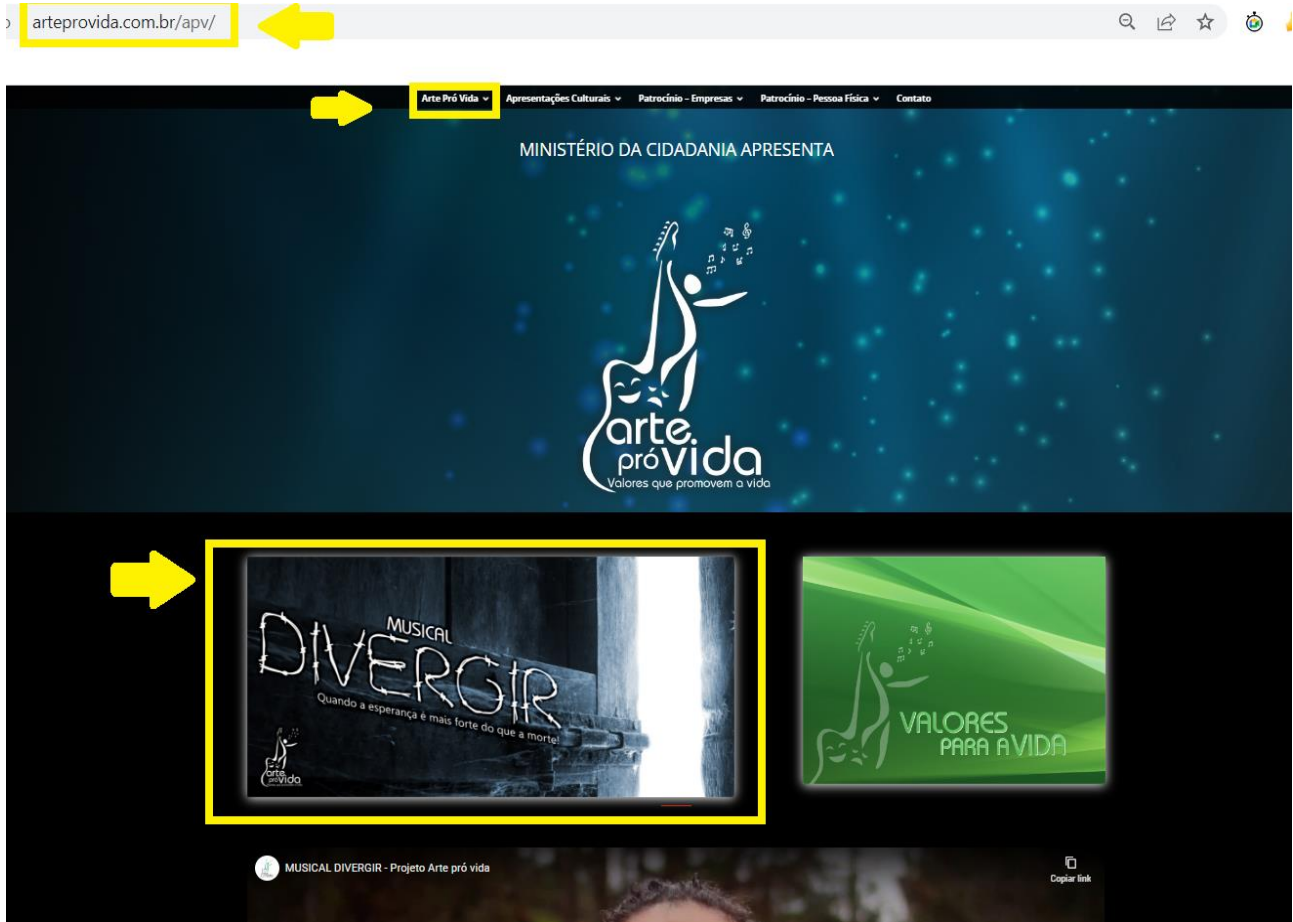 arteprovida.com.br/apv/
Arte Pró Vida Apresentações Culturais Patrocínio – Empresas Patrocínio – Pessoa Física Contato
MINISTÉRIO DA CIDADANIA APRESENTA
arte
pró vida
Valores que promovem a vida
MUSICAL
DIVERGIR
Quando a esperança é mais forte do que a morte!
arte
próvida
VALORES
PARA A VIDA
MUSICAL DIVERGIR - Projeto Arte pró vida
Copiar link